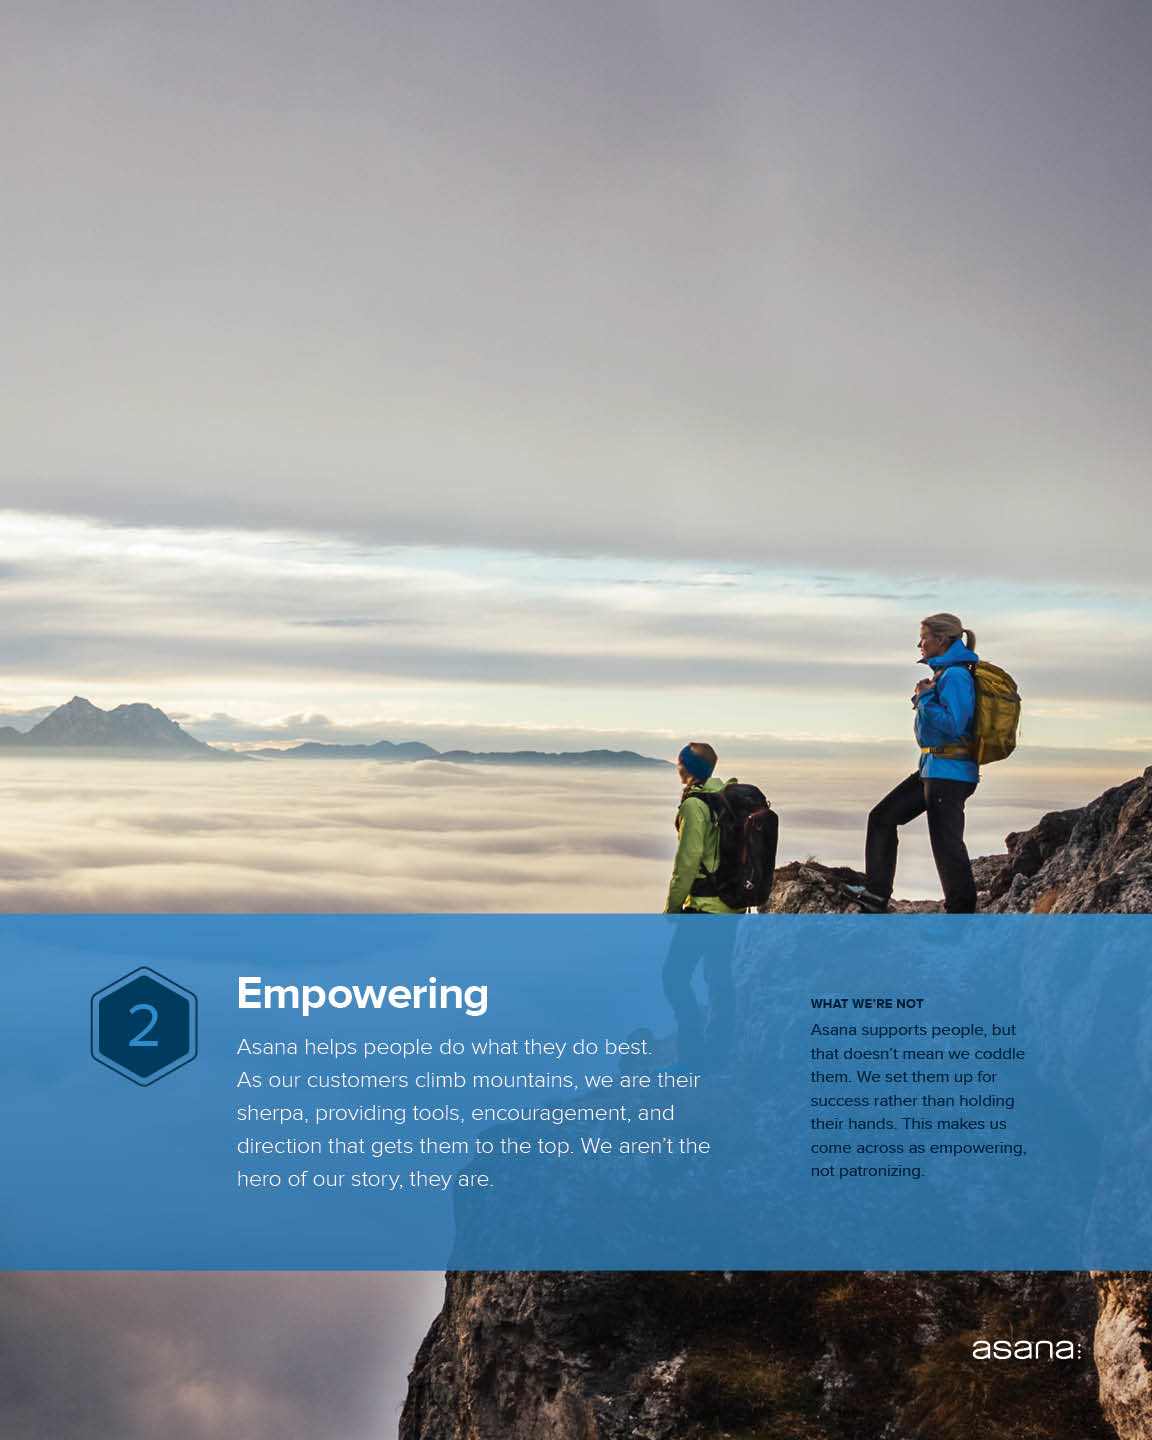 2
Empowering
Asana helps people do what they do best.
As our customers climb mountains, we are their
sherpa, providing tools, encouragement, and
direction that gets them to the top. We aren’t the
hero of our story, they are.
WHAT WE’RE NOT
Asana supports people, but
that doesn’t mean we coddle
them. We set them up for
success rather than holding
their hands. This makes us
come across as empowering,
not patronizing.
asana: